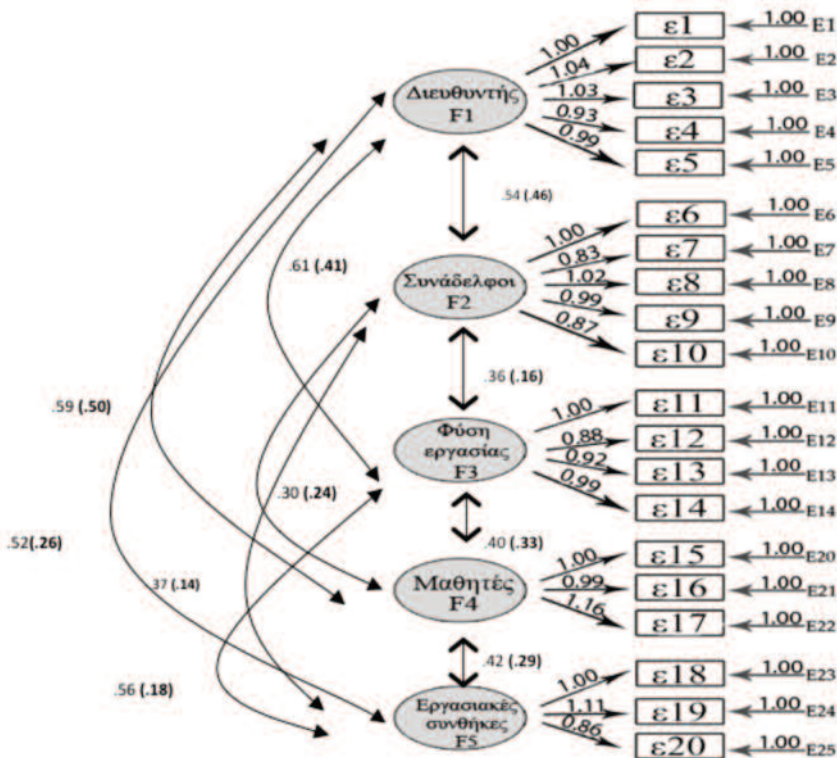 1.00 ε1 1.00 E1
1.04 ε2 1.00 E2
Διευθυντής
F1
1.03 ε3 1.00 E3
0.93 ε4 1.00 E4
0.99 ε5 1.00 E5
.54 (.46)
1.00 ε6 1.00 E6
0.83 ε7 1.00 E7
.61 (.41)
Συνάδελφοι
F2
1.02 ε8 1.00 E8
0.99 ε9 1.00 E9
0.87 ε10 1.00 E10
.36 (.16)
.59 (.50)
1.00 ε11 1.00 E11
Φύση
εργασίας
F3
0.88 ε12 1.00 E12
0.92 ε13 1.00 E13
0.99 ε14 1.00 E14
.30 (.24)
.52(.26)
.40 (.33)
1.00 ε15 1.00 E20
.37 (.14)
Μαθητές
F4
0.99 ε16 1.00 E21
1.16 ε17 1.00 E22
.42 (.29)
.56 (.18)
1.00 ε18 1.00 E23
Εργασιακές
συνθήκες
F5
1.11 ε19 1.00 E24
0.86 ε20 1.00 E25